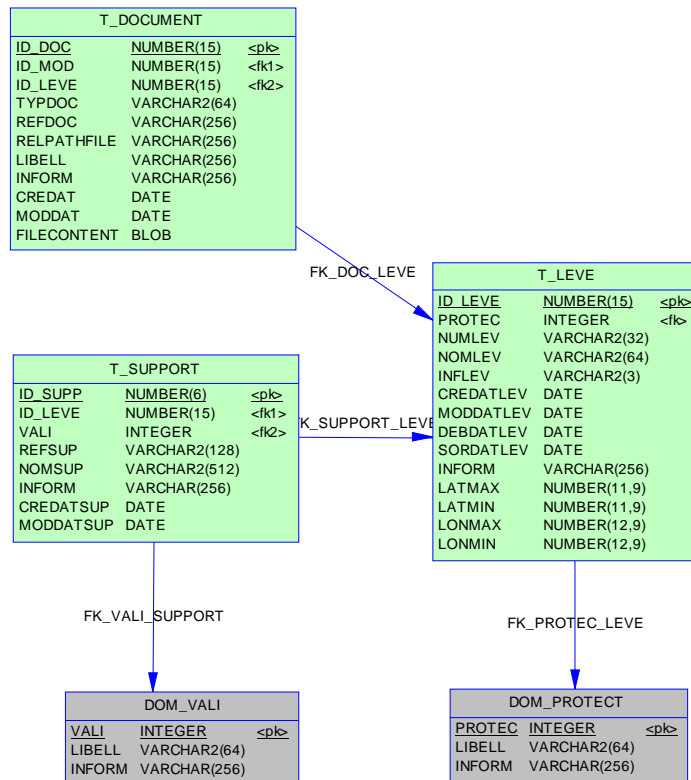 T_DOCUMENT
ID_DOC NUMBER(15) <pk>
ID_MOD NUMBER(15) <fk1>
ID_LEVE NUMBER(15) <fk2>
TYPDOC VARCHAR2(64)
REFDOC VARCHAR(256)
RELPATHFILE VARCHAR(256)
LIBELL VARCHAR(256)
INFORM VARCHAR(256)
CREDAT DATE
MODDAT DATE
FILECONTENT BLOB
FK_DOC_LEVE
T_LEVE
ID_LEVE NUMBER(15) <pk>
PROTEC INTEGER <fk>
NUMLEV VARCHAR2(32)
NOMLEV VARCHAR2(64)
INFLEV VARCHAR2(3)
CREDATLEV DATE
MODDATLEV DATE
DEBDATLEV DATE
SORDATLEV DATE
INFORM VARCHAR(256)
LATMAX NUMBER(11,9)
LATMIN NUMBER(11,9)
LONMAX NUMBER(12,9)
LONMIN NUMBER(12,9)
T_SUPPORT
ID_SUPP NUMBER(6) <pk>
ID_LEVE NUMBER(15) <fk1>
VALI INTEGER <fk2>
REFSUP VARCHAR2(128)
NOMSUP VARCHAR2(512)
INFORM VARCHAR(256)
CREDATSUP DATE
MODDATSUP DATE
FK_SUPPORT_LEVE
FK_VALI_SUPPORT
FK_PROTEC_LEVE
DOM_VALI
VALI INTEGER <pk>
LIBELL VARCHAR2(64)
INFORM VARCHAR(256)
DOM_PROTECT
PROTEC INTEGER <pk>
LIBELL VARCHAR2(64)
INFORM VARCHAR(256)